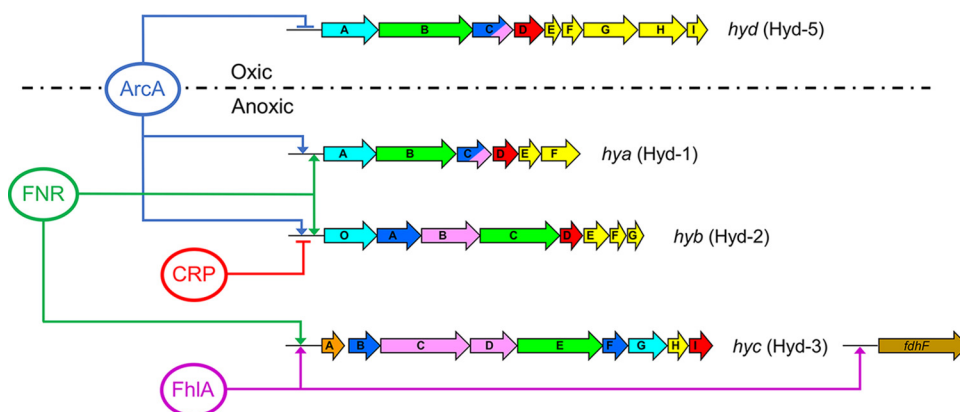 A B C D E F G H I hyd (Hyd-5)
Oxic
ArcA
Anoxic
A B C D E F hya (Hyd-1)
FNR
O A B C D E F G hyb (Hyd-2)
CRP
A B C D E F G H I hyc (Hyd-3) fdhF
FhlA